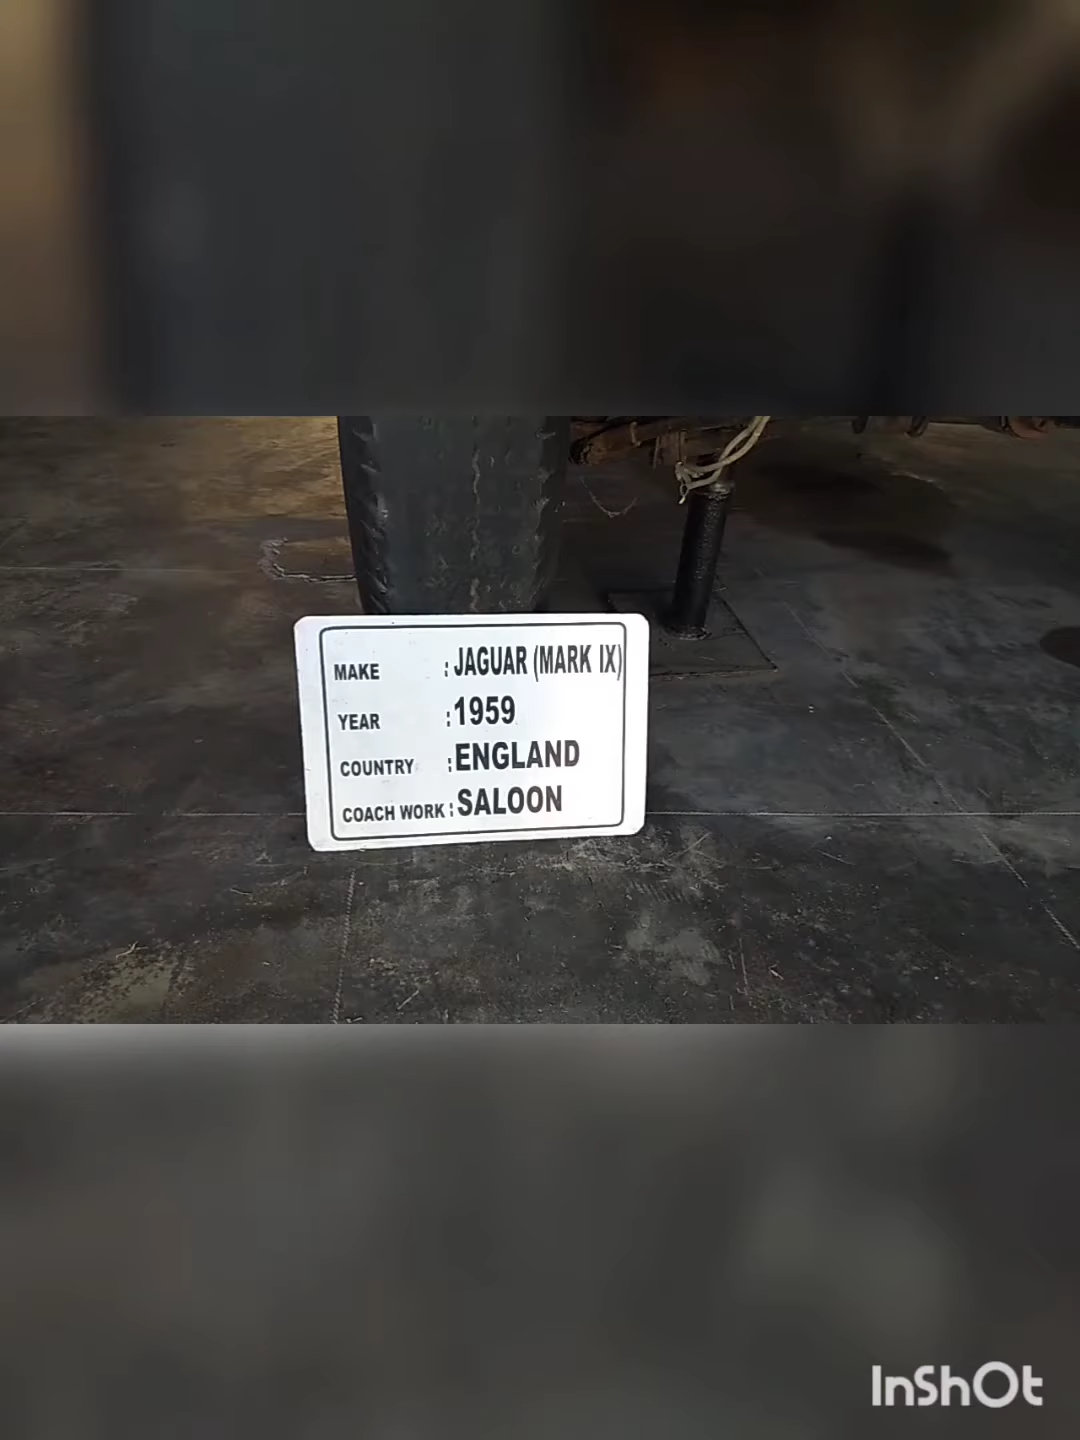 MAKE : JAGUAR (MARK IX)
YEAR : 1959
COUNTRY : ENGLAND
COACH WORK : SALOON
InShOt